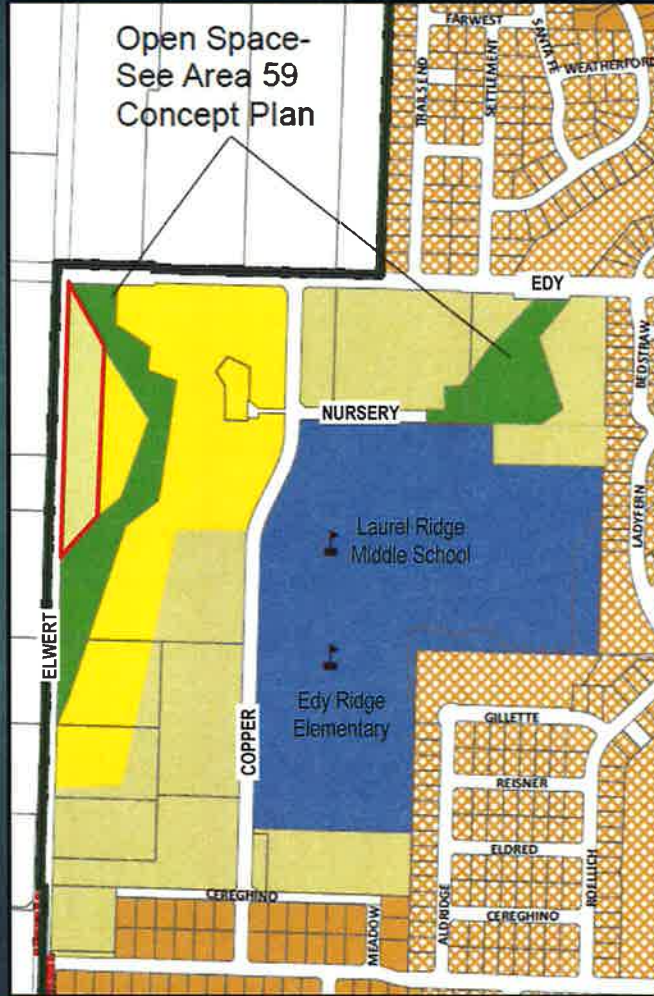 Open Space-
See Area 59
Concept Plan
FARWEST
SANTA FE
WEATHERFORD
TRAILS END
SETTLEMENT
EDY
BEDSTRAW
NURSERY
LADYFERN
Laurel Ridge
Middle School
ELWERT
COPPER
Edy Ridge
Elementary
GILLETTE
REISNER
ELDRED
ROELLICH
ALDRIDGE
CEREGHINO
CEREGHINO
MEADOW